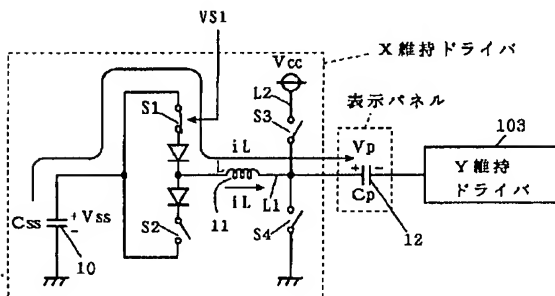 VS1
X維持ドライバ
Vcc
L2
表示パネル
S1
S3
103
iL
Vp
L
+ -
Y維持
ドライバ
Css
+
Vss
-
iL
L1
Cp
S2
11
S4
12
10